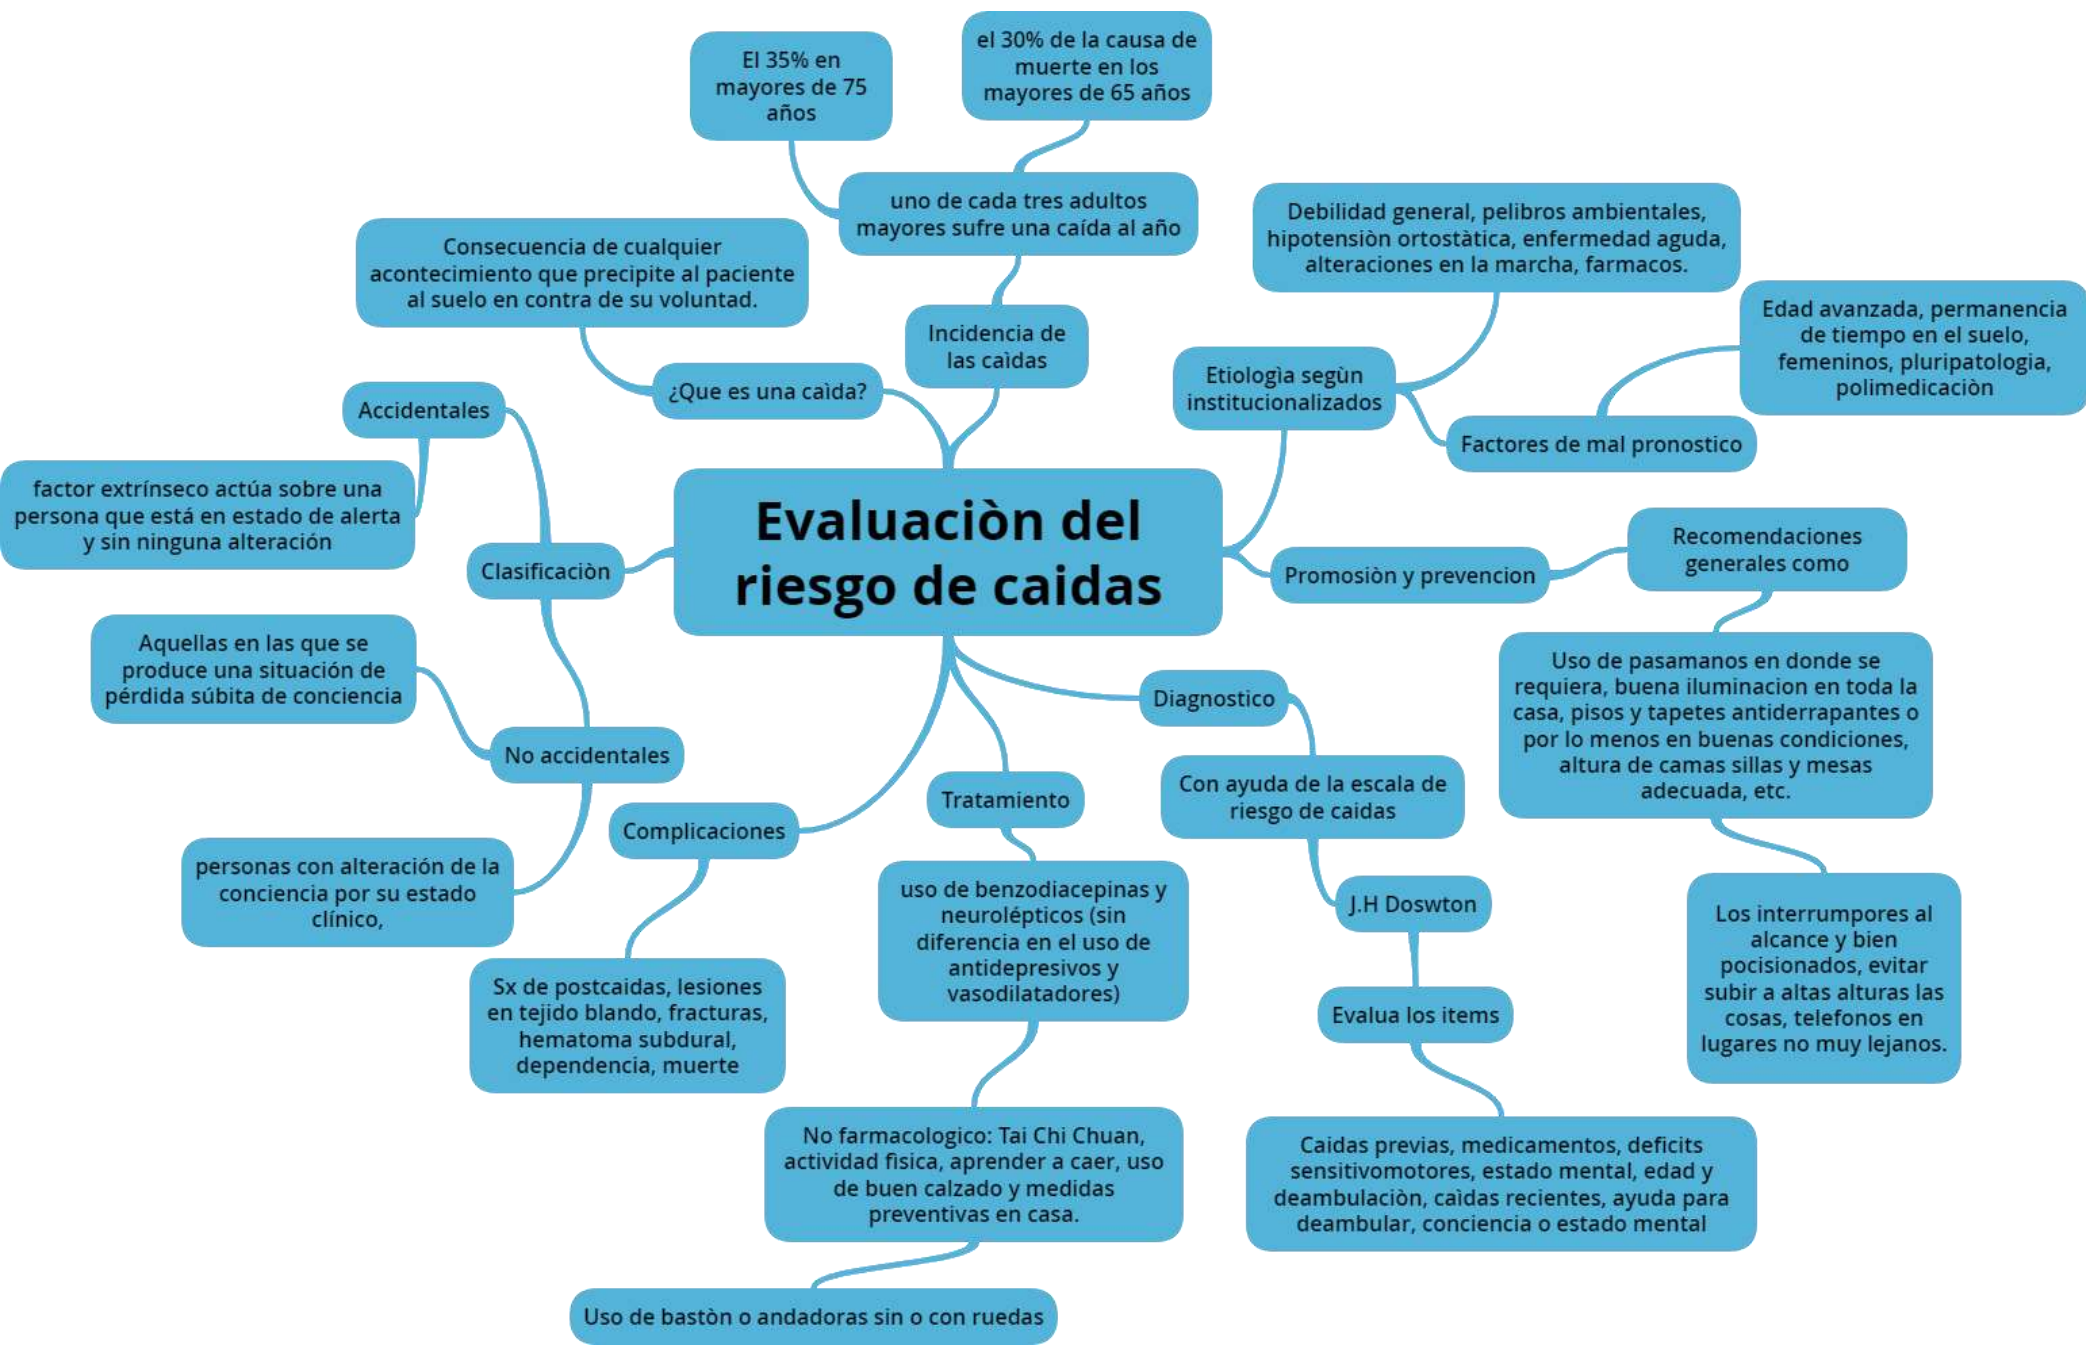 Evaluaciòn del
riesgo de caidas
Incidencia de
las caìdas
uno de cada tres adultos
mayores sufre una caída al año
El 35% en
mayores de 75
años
el 30% de la causa de
muerte en los
mayores de 65 años
¿Que es una caìda?
Consecuencia de cualquier
acontecimiento que precipite al paciente
al suelo en contra de su voluntad.
Clasificaciòn
Accidentales
factor extrínseco actúa sobre una
persona que está en estado de alerta
y sin ninguna alteración
No accidentales
Aquellas en las que se
produce una situación de
pérdida súbita de conciencia
personas con alteración de la
conciencia por su estado
clínico,
Complicaciones
Sx de postcaidas, lesiones
en tejido blando, fracturas,
hematoma subdural,
dependencia, muerte
Tratamiento
uso de benzodiacepinas y
neurolépticos (sin
diferencia en el uso de
antidepresivos y
vasodilatadores)
No farmacologico: Tai Chi Chuan,
actividad fisica, aprender a caer, uso
de buen calzado y medidas
preventivas en casa.
Uso de bastòn o andadoras sin o con ruedas
Diagnostico
Con ayuda de la escala de
riesgo de caidas
J.H Doswton
Evalua los items
Caidas previas, medicamentos, deficits
sensitivomotores, estado mental, edad y
deambulaciòn, caìdas recientes, ayuda para
deambular, conciencia o estado mental
Promosiòn y prevencion
Recomendaciones
generales como
Uso de pasamanos en donde se
requiera, buena iluminacion en toda la
casa, pisos y tapetes antiderrapantes o
por lo menos en buenas condiciones,
altura de camas sillas y mesas
adecuada, etc.
Los interrumpores al
alcance y bien
pocisionados, evitar
subir a altas alturas las
cosas, telefonos en
lugares no muy lejanos.
Etiologìa segùn
institucionalizados
Debilidad general, pelibros ambientales,
hipotensiòn ortostàtica, enfermedad aguda,
alteraciones en la marcha, farmacos.
Factores de mal pronostico
Edad avanzada, permanencia
de tiempo en el suelo,
femeninos, pluripatologia,
polimedicaciòn